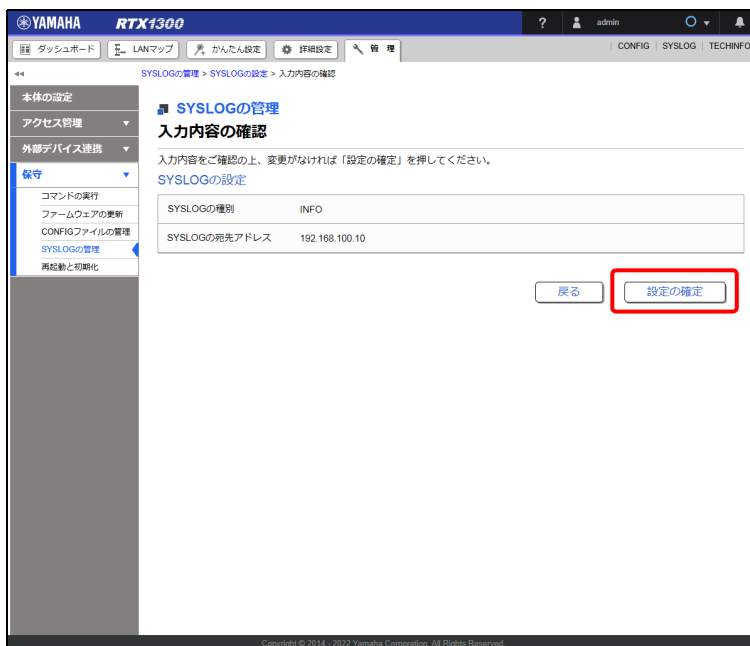 YAMAHA RTX1300 ? admin
ダッシュボード LANマップ かんたん設定 詳細設定 管 理 CONFIG SYSLOG TECHINFO
SYSLOGの管理 > SYSLOGの設定 > 入力内容の確認
本体の設定
アクセス管理
外部デバイス連携
保守
コマンドの実行
ファームウェアの更新
CONFIGファイルの管理
SYSLOGの管理
再起動と初期化
SYSLOGの管理
入力内容の確認
入力内容をご確認の上、変更がなければ「設定の確定」を押してください。
SYSLOGの設定
SYSLOGの種別 INFO
SYSLOGの宛先アドレス 192.168.100.10
戻る 設定の確定
Copyright © 2014 - 2022 Yamaha Corporation. All Rights Reserved.